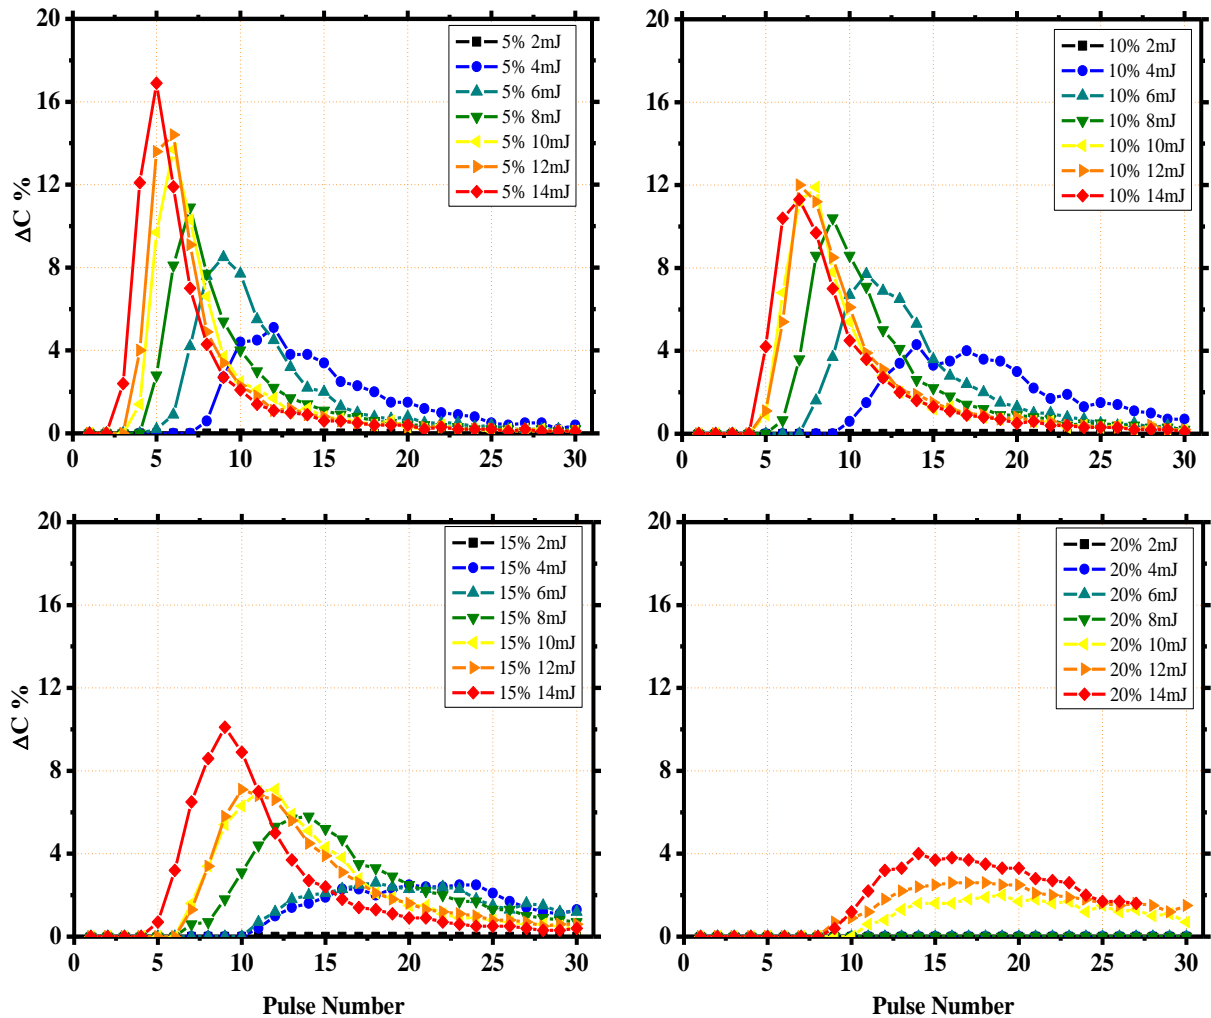 20
16
12
8
4
0
ΔC %
5% 2mJ
5% 4mJ
5% 6mJ
5% 8mJ
5% 10mJ
5% 12mJ
5% 14mJ
0 5 10 15 20 25 30
20
16
12
8
4
0
10% 2mJ
10% 4mJ
10% 6mJ
10% 8mJ
10% 10mJ
10% 12mJ
10% 14mJ
0 5 10 15 20 25 30
20
16
12
8
4
0
ΔC %
15% 2mJ
15% 4mJ
15% 6mJ
15% 8mJ
15% 10mJ
15% 12mJ
15% 14mJ
0 5 10 15 20 25 30
Pulse Number
20
16
12
8
4
0
20% 2mJ
20% 4mJ
20% 6mJ
20% 8mJ
20% 10mJ
20% 12mJ
20% 14mJ
0 5 10 15 20 25 30
Pulse Number